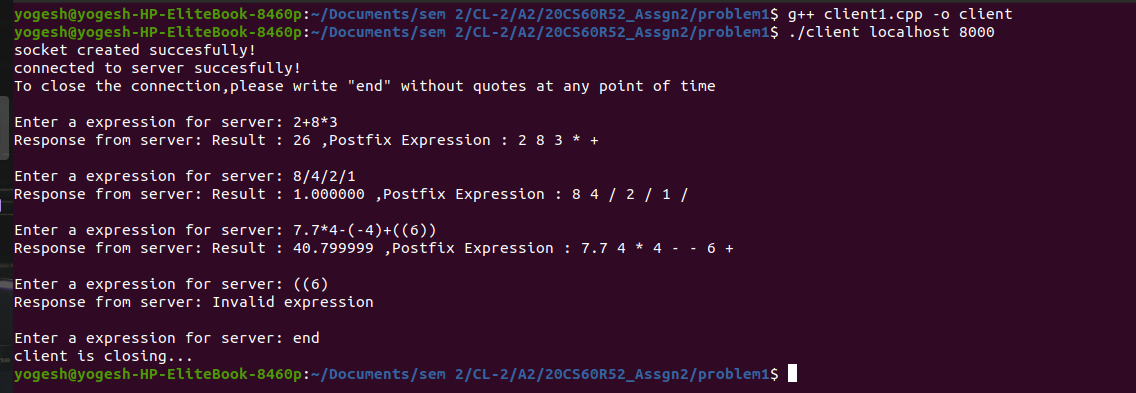 yogesh@yogesh-HP-EliteBook-8460p:~/Documents/sem 2/CL-2/A2/20CS60R52_Assgn2/problem1$ g++ client1.cpp -o client
yogesh@yogesh-HP-EliteBook-8460p:~/Documents/sem 2/CL-2/A2/20CS60R52_Assgn2/problem1$ ./client localhost 8000
socket created succesfully!
connected to server succesfully!
To close the connection,please write "end" without quotes at any point of time
Enter a expression for server: 2+8*3
Response from server: Result : 26 ,Postfix Expression : 2 8 3 * +
Enter a expression for server: 8/4/2/1
Response from server: Result : 1.000000 ,Postfix Expression : 8 4 / 2 / 1 /
Enter a expression for server: 7.7*4-(-4)+((6))
Response from server: Result : 40.799999 ,Postfix Expression : 7.7 4 * 4 - - 6 +
Enter a expression for server: ((6)
Response from server: Invalid expression
Enter a expression for server: end
client is closing...
yogesh@yogesh-HP-EliteBook-8460p:~/Documents/sem 2/CL-2/A2/20CS60R52_Assgn2/problem1$